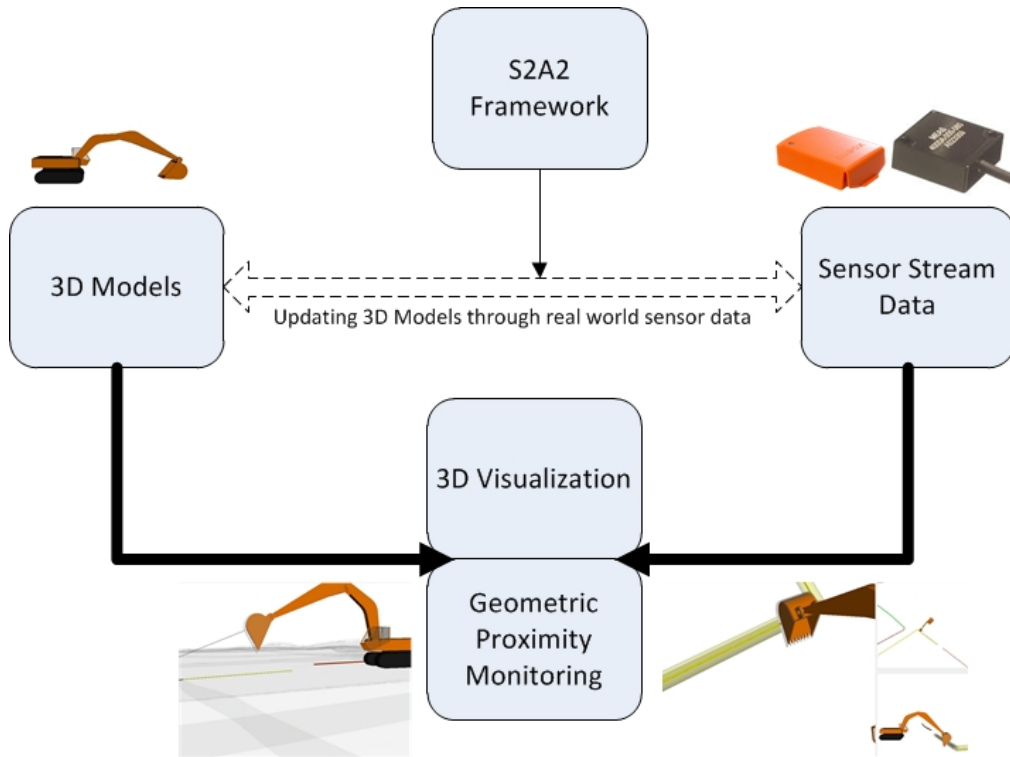 S2A2
Framework
3D Models
Sensor Stream
Data
Updating 3D Models through real world sensor data
3D Visualization
Geometric
Proximity
Monitoring